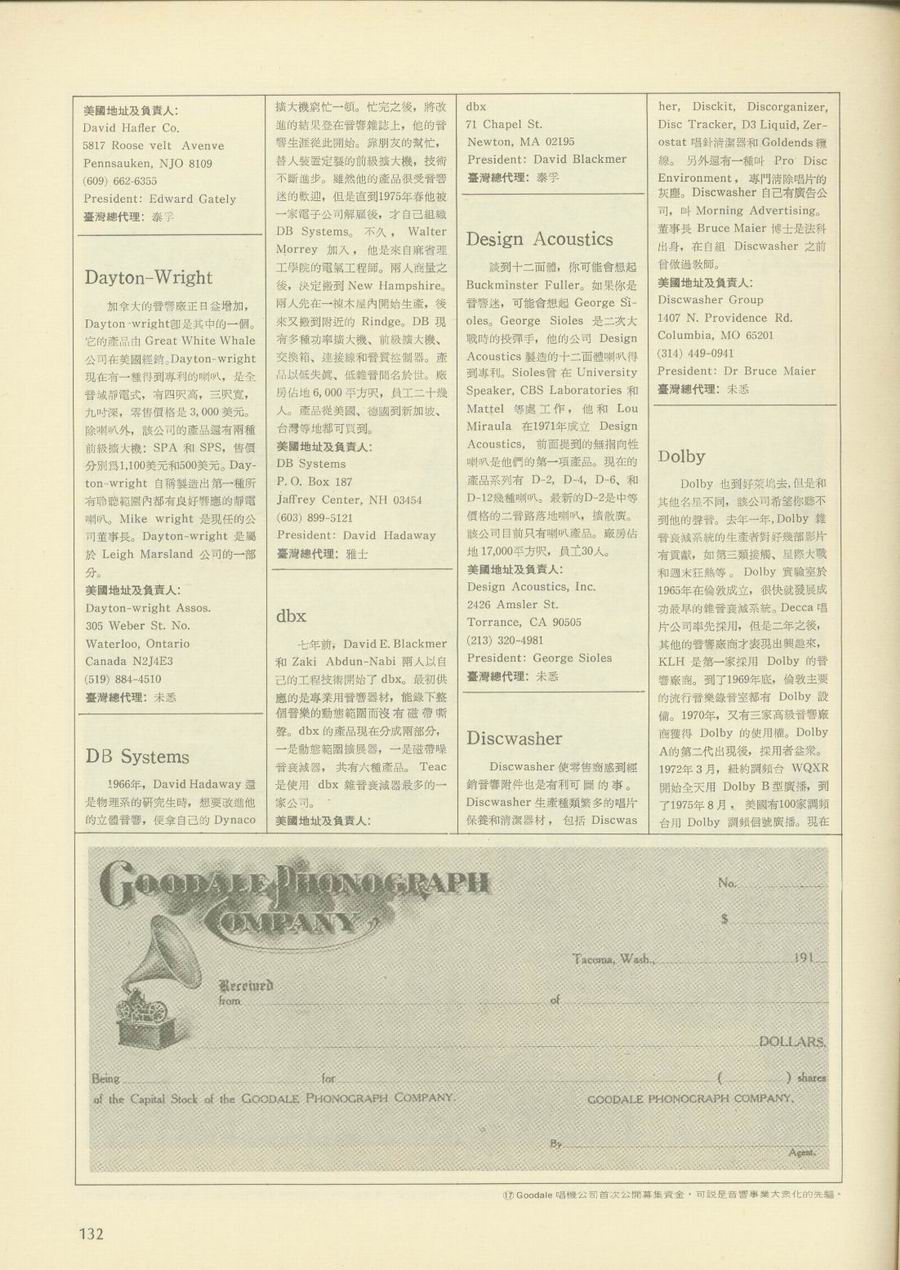 美國地址及負責人：
David Hafler Co.
5817 Roose velt Avenve
Pennsauken, NJO 8109
(609) 662-6355
President: Edward Gately
臺灣總代理：泰孚
Dayton-Wright
加拿大的音響廠正日益增加，
Dayton-wright卽是其中的一個。
它的產品由 Great White Whale
公司在美國經銷。Dayton-wright
現在有一種得到專利的喇叭，是全
音域靜電式，有四呎高，三呎寬，
九吋深，零售價格是 3,000 美元。
除喇叭外，該公司的產品還有兩種
前級擴大機：SPA 和 SPS，售價
分別爲1,100美元和500美元。Day-
ton-wright 自稱製造出第一種所
有聆聽範圍內都有良好響應的靜電
喇叭。Mike wright 是現任的公
司董事長。Dayton-wright 是屬
於 Leigh Marsland 公司的一部
分。
美國地址及負責人：
Dayton-wright Assos.
305 Weber St. No.
Waterloo, Ontario
Canada N2J4E3
(519) 884-4510
臺灣總代理：未悉
DB Systems
1966年，David Hadaway 還
是物理系的硏究生時，想要改進他
的立體音響，便拿自己的 Dynaco
擴大機窮忙一頓。忙完之後，將改
進的結果登在音響雜誌上，他的音
響生涯從此開始。靠朋友的幫忙，
替人裝置定製的前級擴大機，技術
不斷進步。雖然他的產品很受音響
迷的歡迎，但是直到1975年春他被
一家電子公司解雇後，才自己組織
DB Systems。不久，Walter
Morrey 加入，他是來自麻省理
工學院的電氣工程師。兩人商量之
後，決定搬到 New Hampshire。
兩人先在一棟木屋內開始生產，後
來又搬到附近的 Rindge。DB 現
有多種功率擴大機、前級擴大機、
交換箱、連接線和音質控制器。產
品以低失眞、低雜音聞名於世。廠
房佔地 6,000 平方呎，員工二十幾
人。產品從美國、德國到新加坡、
台灣等地都可買到。
美國地址及負責人：
DB Systems
P. O. Box 187
Jaffrey Center, NH 03454
(603) 899-5121
President: David Hadaway
臺灣總代理：雅士
dbx
七年前，David E. Blackmer
和 Zaki Abdun-Nabi 兩人以自
己的工程技術開始了 dbx。最初供
應的是專業用音響器材，能錄下整
個音樂的動態範圍而沒有磁帶嘶
聲。dbx 的產品現在分成兩部分，
一是動態範圍擴展器，一是磁帶噪
音衰減器，共有六種產品。Teac
是使用 dbx 雜音衰減器最多的一
家公司。
美國地址及負責人：
dbx
71 Chapel St.
Newton, MA 02195
President: David Blackmer
臺灣總代理：泰孚
Design Acoustics
談到十二面體，你可能會想起
Buckminster Fuller。如果你是
音響迷，可能會想起 George Si-
oles。George Sioles 是二次大
戰時的投彈手，他的公司 Design
Acoustics 製造的十二面體喇叭得
到專利。Sioles曾在 University
Speaker, CBS Laboratories 和
Mattel 等處工作，他和 Lou
Miraula 在1971年成立 Design
Acoustics，前面提到的無指向性
喇叭是他們的第一項產品。現在的
產品系列有 D-2, D-4, D-6、和
D-12幾種喇叭。最新的D-2是中等
價格的二音路落地喇叭，擴散廣。
該公司目前只有喇叭產品。廠房佔
地 17,000平方呎，員工30人。
美國地址及負責人：
Design Acoustics, Inc.
2426 Amsler St.
Torrance, CA 90505
(213) 320-4981
President: George Sioles
臺灣總代理：未悉
Discwasher
Discwasher 使零售商感到經
銷音響附件也是有利可圖的事。
Discwasher 生產種類繁多的唱片
保養和清潔器材，包括 Discwas
her, Disckit, Discorganizer,
Disc Tracker, D3 Liquid, Zer-
ostat 唱針清潔器和 Goldends 纜
線。另外還有一種叫 Pro Disc
Environment，專門淸除唱片的
灰塵。Discwasher 自己有廣告公
司，叫 Morning Advertising。
董事長 Bruce Maier 博士是法科
出身，在自組 Discwasher 之前
曾做過敎師。
美國地址及負責人：
Discwasher Group
1407 N. Providence Rd.
Columbia, MO 65201
(314) 449-0941
President: Dr Bruce Maier
臺灣總代理：未悉
Dolby
Dolby 也到好萊塢去，但是和
其他名星不同，該公司希望你聽不
到他的聲音。去年一年，Dolby 雜
音衰減系統的生產者對好幾部影片
有貢獻，如第三類接觸、星際大戰
和週末狂熱等。Dolby 實驗室於
1965年在倫敦成立，很快就發展成
功最早的雜音衰減系統。Decca 唱
片公司率先採用，但是二年之後，
其他的音響廠商才表現出興趣來，
KLH 是第一家採用 Dolby 的音
響廠商。到了1969年底，倫敦主要
的流行音樂錄音室都有 Dolby 設
備。1970年，又有三家高級音響廠
商獲得 Dolby 的使用權。Dolby
A的第二代出現後，採用者益衆。
1972年 3 月，紐約調頻台 WQXR
開始全天用 Dolby B 型廣播，到
了1975年 8 月，美國有100家調頻
台用 Dolby 調頻信號廣播。現在
GOODALE PHONOGRAPH
COMPANY
No.
$
Tacoma, Wash., 191
Received
from of
DOLLARS,
Being for ( ) shares
of the Capital Stock of the GOODALE PHONOGRAPH COMPANY.
GOODALE PHONOGRAPH COMPANY,
By
Agent.
⑰ Goodale 唱機公司首次公開募集資金，可說是音響事業大衆化的先驅。
132